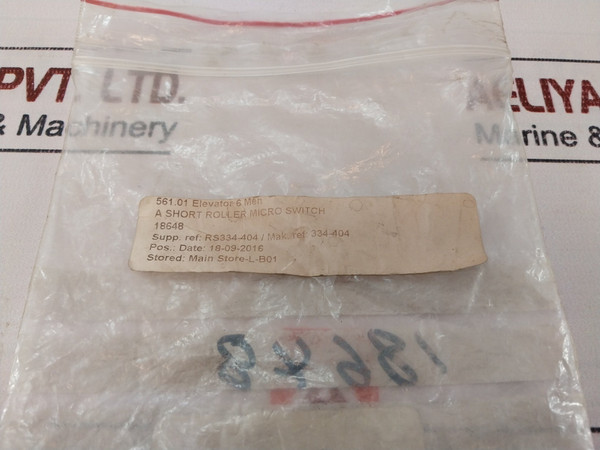 PVT. LTD.
& Machinery
AELIYA
Marine &
561.01 Elevator 6 Men
A SHORT ROLLER MICRO SWITCH
18648
Supp. ref: RS334-404 / Mak. ref: 334-404
Pos.: Date: 18-09-2016
Stored: Main Store-L-B01
18648